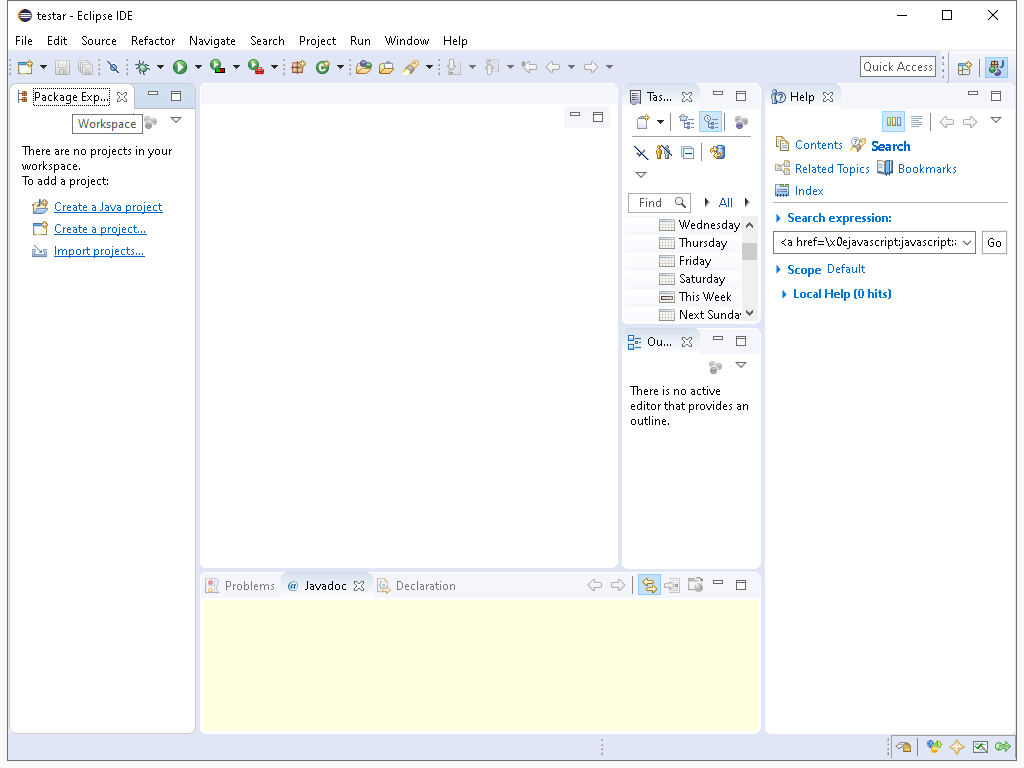 testar - Eclipse IDE
File Edit Source Refactor Navigate Search Project Run Window Help
Quick Access
Package Exp...
Workspace
There are no projects in your
workspace.
To add a project:
Create a Java project
Create a project...
Import projects...
Tas...
Find
All
Wednesday
Thursday
Friday
Saturday
This Week
Next Sunda
Ou...
There is no active
editor that provides an
outline.
Help
Contents Search
Related Topics Bookmarks
Index
Search expression:
<a href=\x0ejavascript:javascript:
Go
Scope Default
Local Help (0 hits)
Problems @ Javadoc Declaration